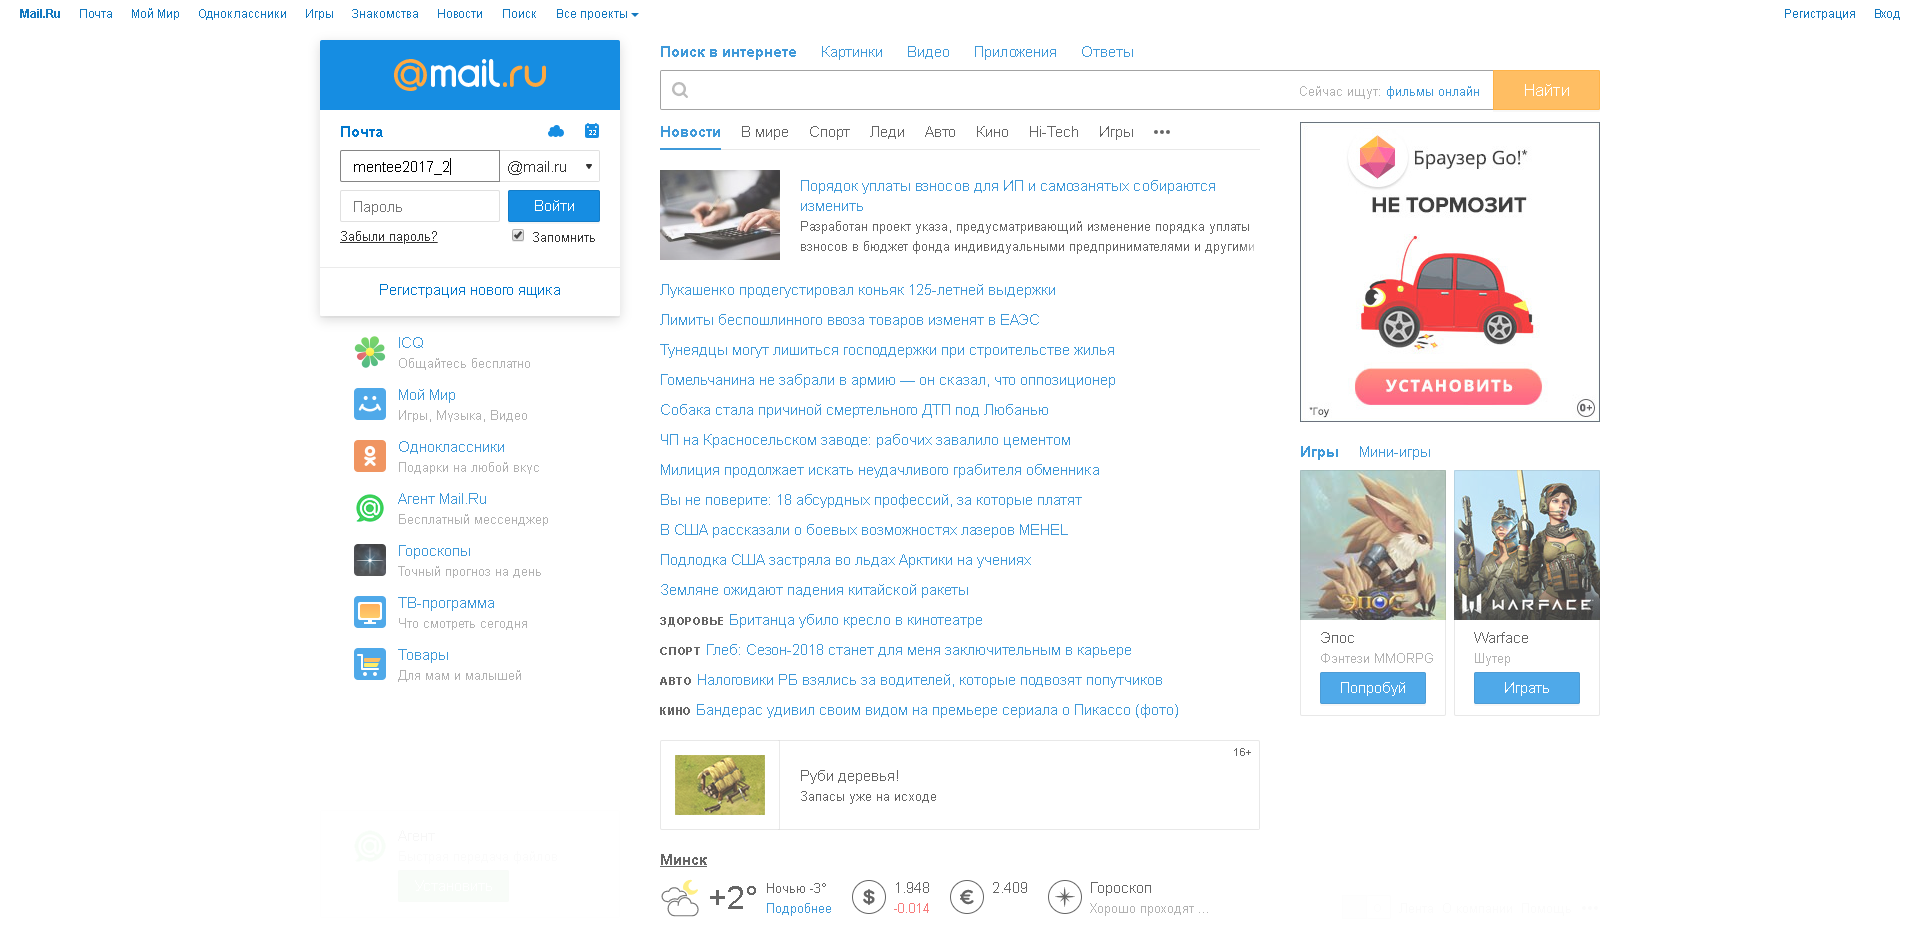 Mail.Ru Почта Мой Мир Одноклассники Игры Знакомства Новости Поиск Все проекты Регистрация Вход
@mail.ru
Почта
22
mentee2017_2 @mail.ru
Пароль Войти
Забыли пароль? Запомнить
Регистрация нового ящика
ICQ
Общайтесь бесплатно
Мой Мир
Игры, Музыка, Видео
Одноклассники
Подарки на любой вкус
Агент Mail.Ru
Бесплатный мессенджер
Гороскопы
Точный прогноз на день
ТВ-программа
Что смотреть сегодня
Товары
Для мам и малышей
Агент
Поиск в интернете Картинки Видео Приложения Ответы
Сейчас ищут: фильмы онлайн Найти
Новости В мире Спорт Леди Авто Кино Hi-Tech Игры
Порядок уплаты взносов для ИП и самозанятых собираются
изменить
Разработан проект указа, предусматривающий изменение порядка уплаты
взносов в бюджет фонда индивидуальными предпринимателями и другими
Лукашенко продегустировал коньяк 125-летней выдержки
Лимиты беспошлинного ввоза товаров изменят в ЕАЭС
Тунеядцы могут лишиться господдержки при строительстве жилья
Гомельчанина не забрали в армию — он сказал, что оппозиционер
Собака стала причиной смертельного ДТП под Любанью
ЧП на Красносельском заводе: рабочих завалило цементом
Милиция продолжает искать неудачливого грабителя обменника
Вы не поверите: 18 абсурдных профессий, за которые платят
В США рассказали о боевых возможностях лазеров MEHEL
Подлодка США застряла во льдах Арктики на учениях
Земляне ожидают падения китайской ракеты
ЗДОРОВЬЕ Британца убило кресло в кинотеатре
СПОРТ Глеб: Сезон-2018 станет для меня заключительным в карьере
АВТО Налоговики РБ взялись за водителей, которые подвозят попутчиков
КИНО Бандерас удивил своим видом на премьере сериала о Пикассо (фото)
16+
Руби деревья!
Запасы уже на исходе
Минск
+2° Ночью -3° Подробнее
$ 1.948 -0.014
€ 2.409
Гороскоп
Хорошо проходят ...
Браузер Go!*
НЕ ТОРМОЗИТ
УСТАНОВИТЬ
*Гоу 0+
Игры Мини-игры
ЭПОС
WARFACE
Эпос
Фэнтези MMORPG
Попробуй
Warface
Шутер
Играть